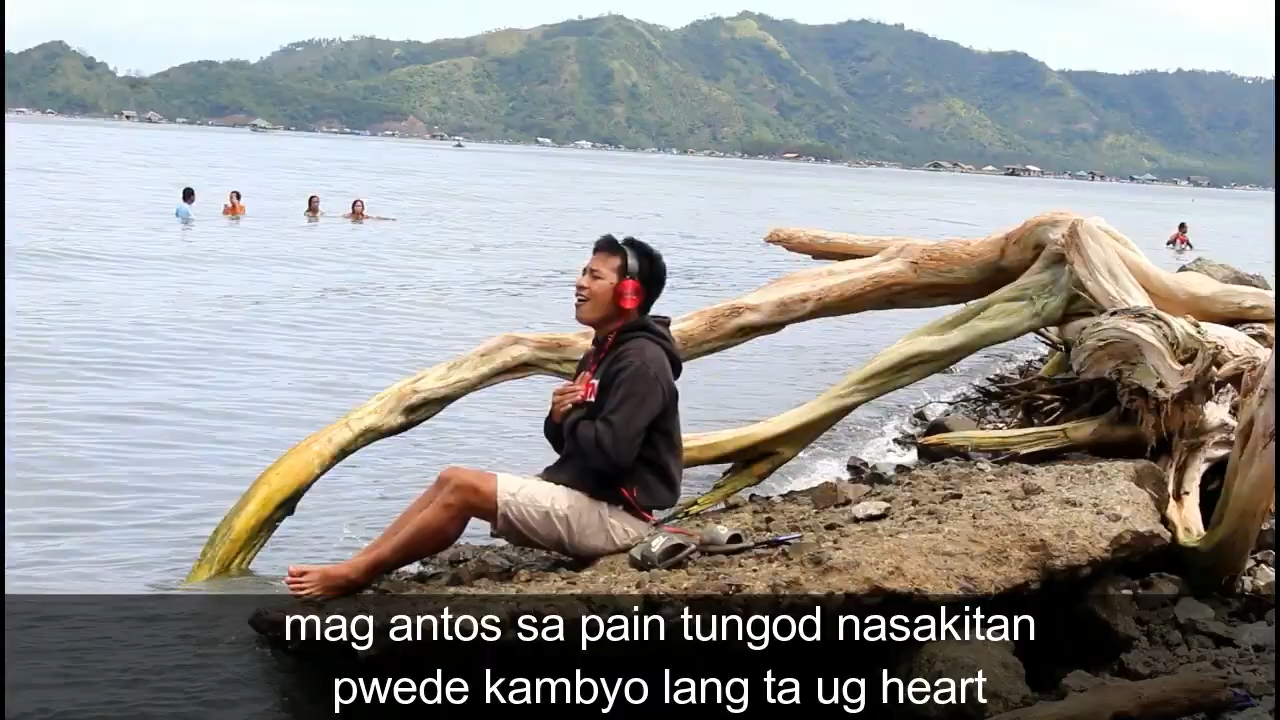 mag antos sa pain tungod nasakitan
pwede kambyo lang ta ug heart